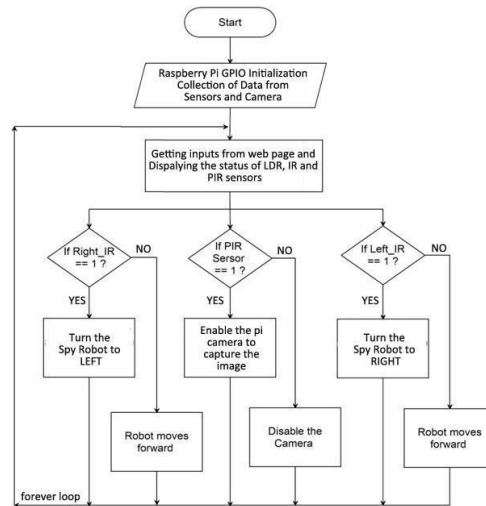 Start
Raspberry Pi GPIO Initialization
Collection of Data from
Sensors and Camera
Getting inputs from web page and
Dispalying the status of LDR, IR and
PIR sensors
If Right_IR
== 1 ?
NO
YES
If PIR
Sersor
== 1 ?
NO
YES
If Left_IR
== 1 ?
NO
YES
Turn the
Spy Robot to
LEFT
Enable the pi
camera to
capture the
image
Turn the
Spy Robot to
RIGHT
Robot moves
forward
Disable the
Camera
Robot moves
forward
forever loop